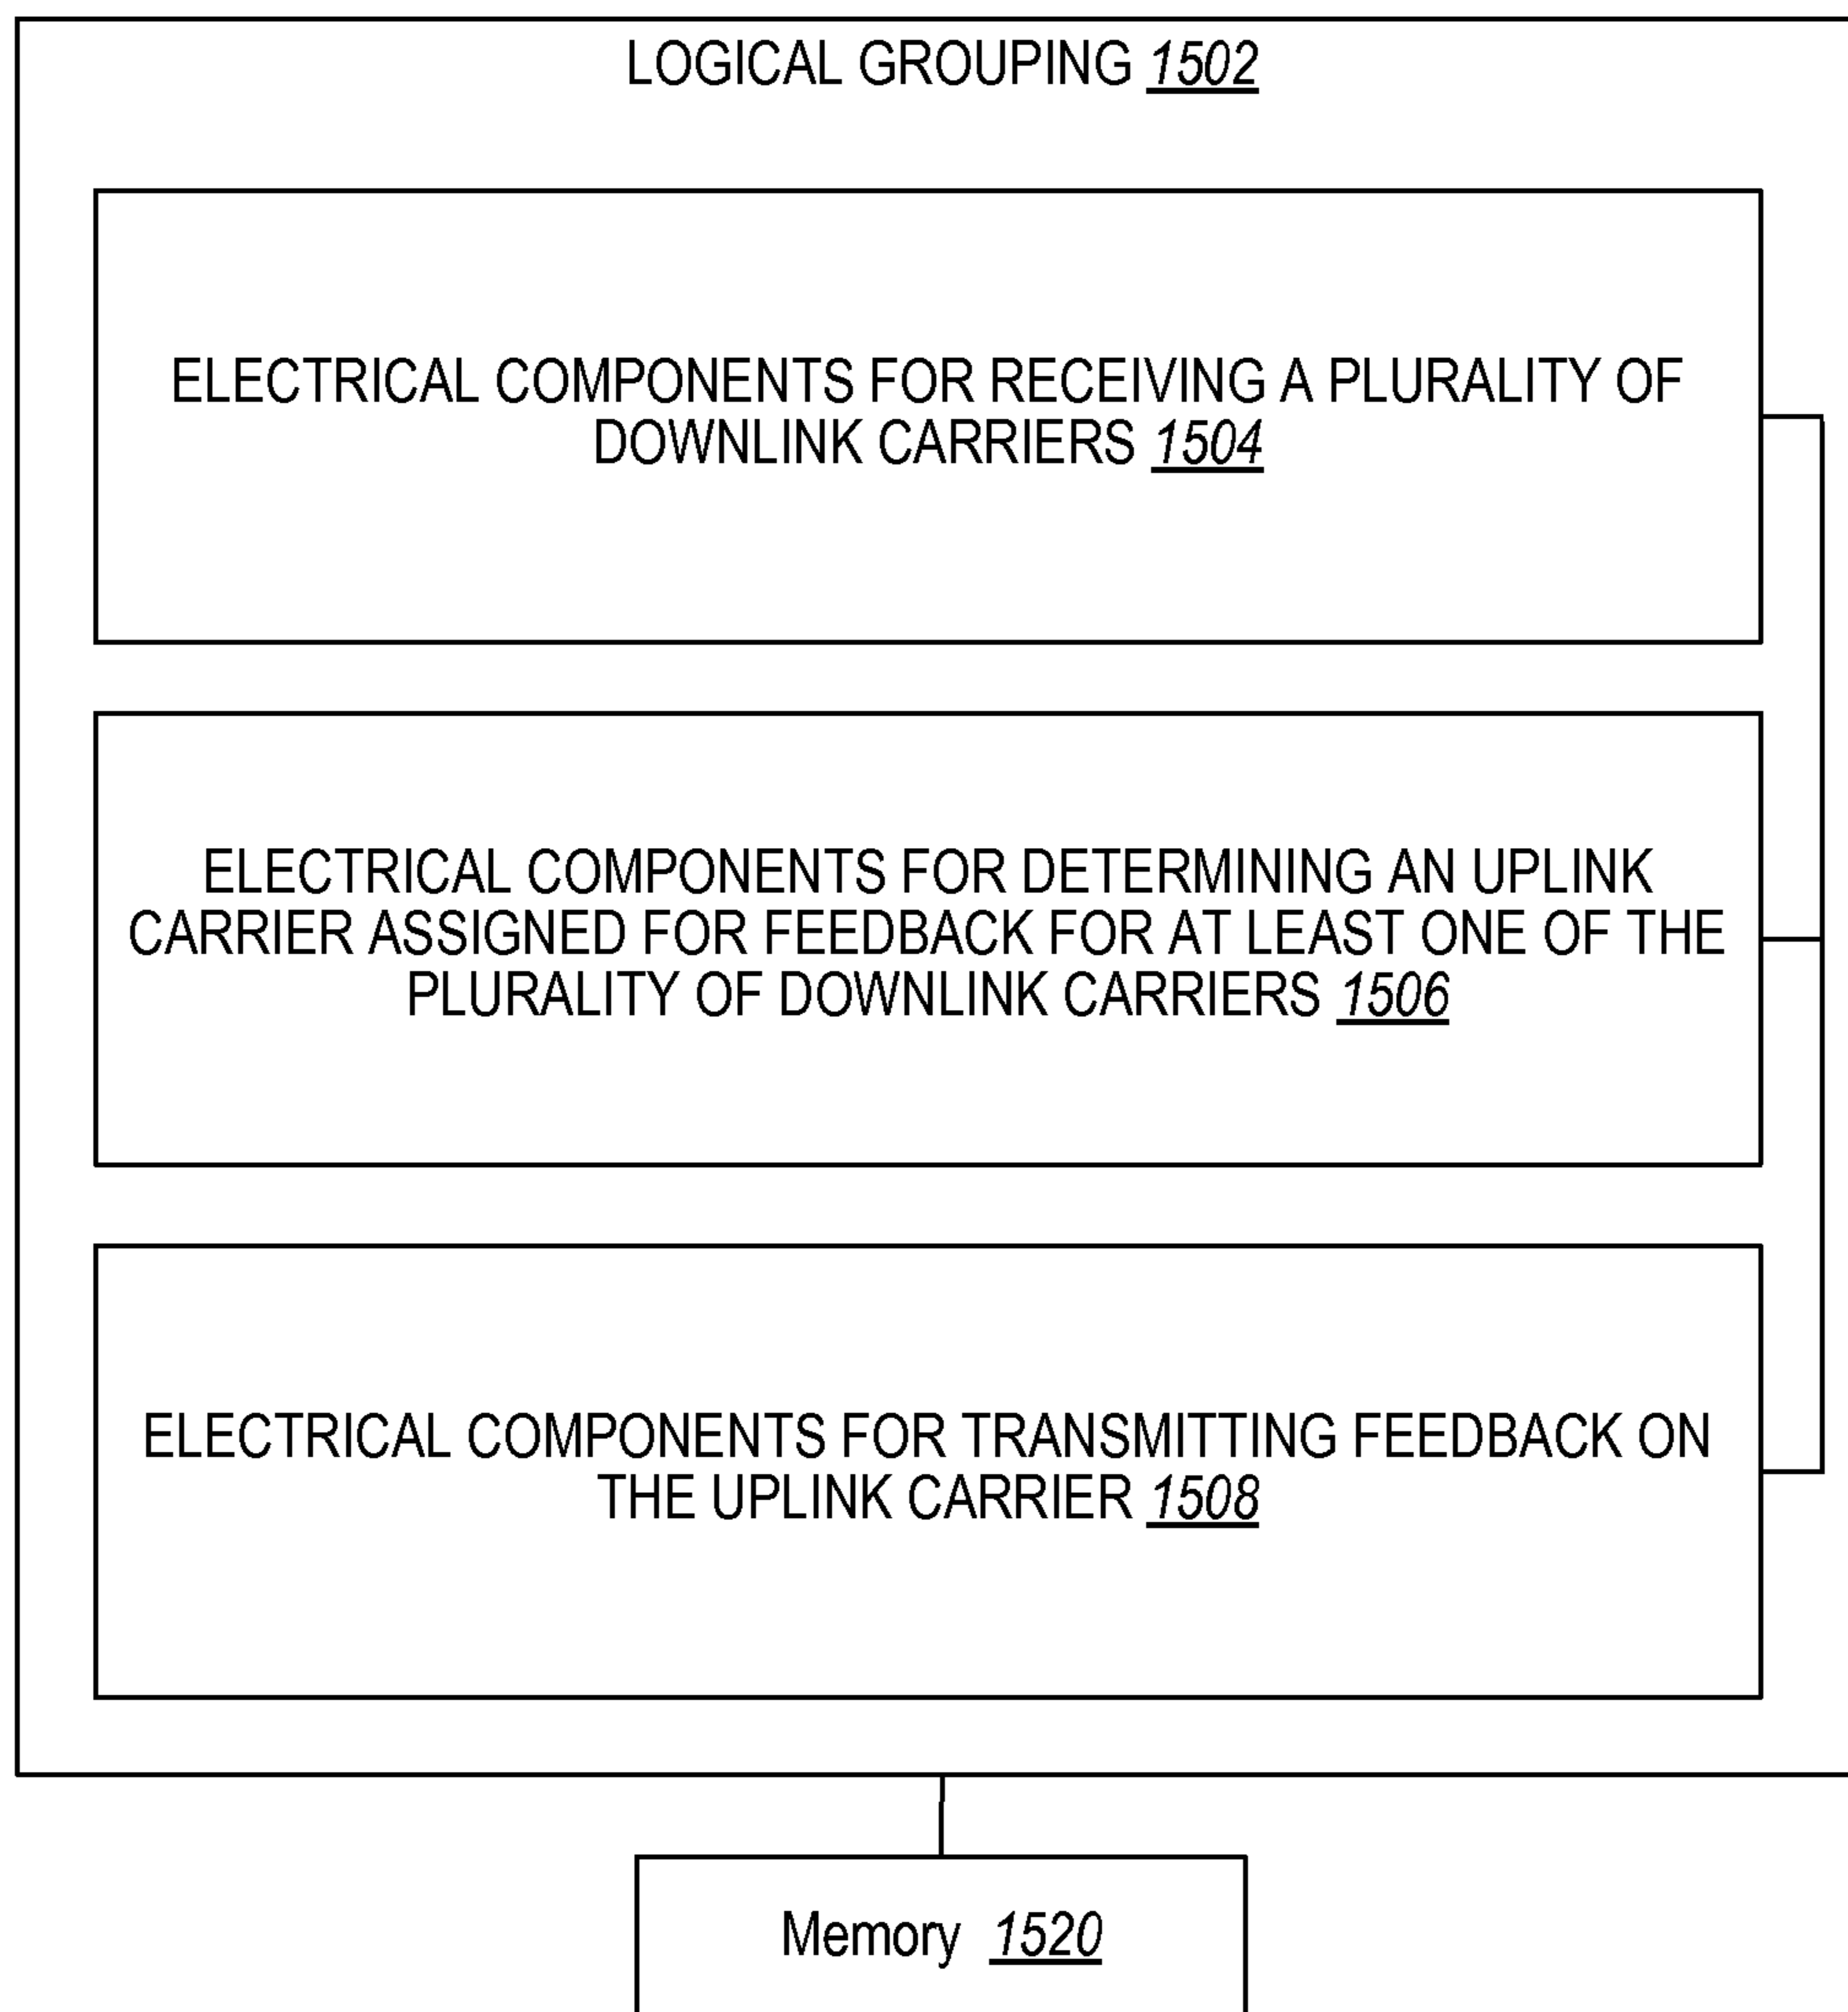 LOGICAL GROUPING 1502
ELECTRICAL COMPONENTS FOR RECEIVING A PLURALITY OF
DOWNLINK CARRIERS 1504
ELECTRICAL COMPONENTS FOR DETERMINING AN UPLINK
CARRIER ASSIGNED FOR FEEDBACK FOR AT LEAST ONE OF THE
PLURALITY OF DOWNLINK CARRIERS 1506
ELECTRICAL COMPONENTS FOR TRANSMITTING FEEDBACK ON
THE UPLINK CARRIER 1508
Memory 1520